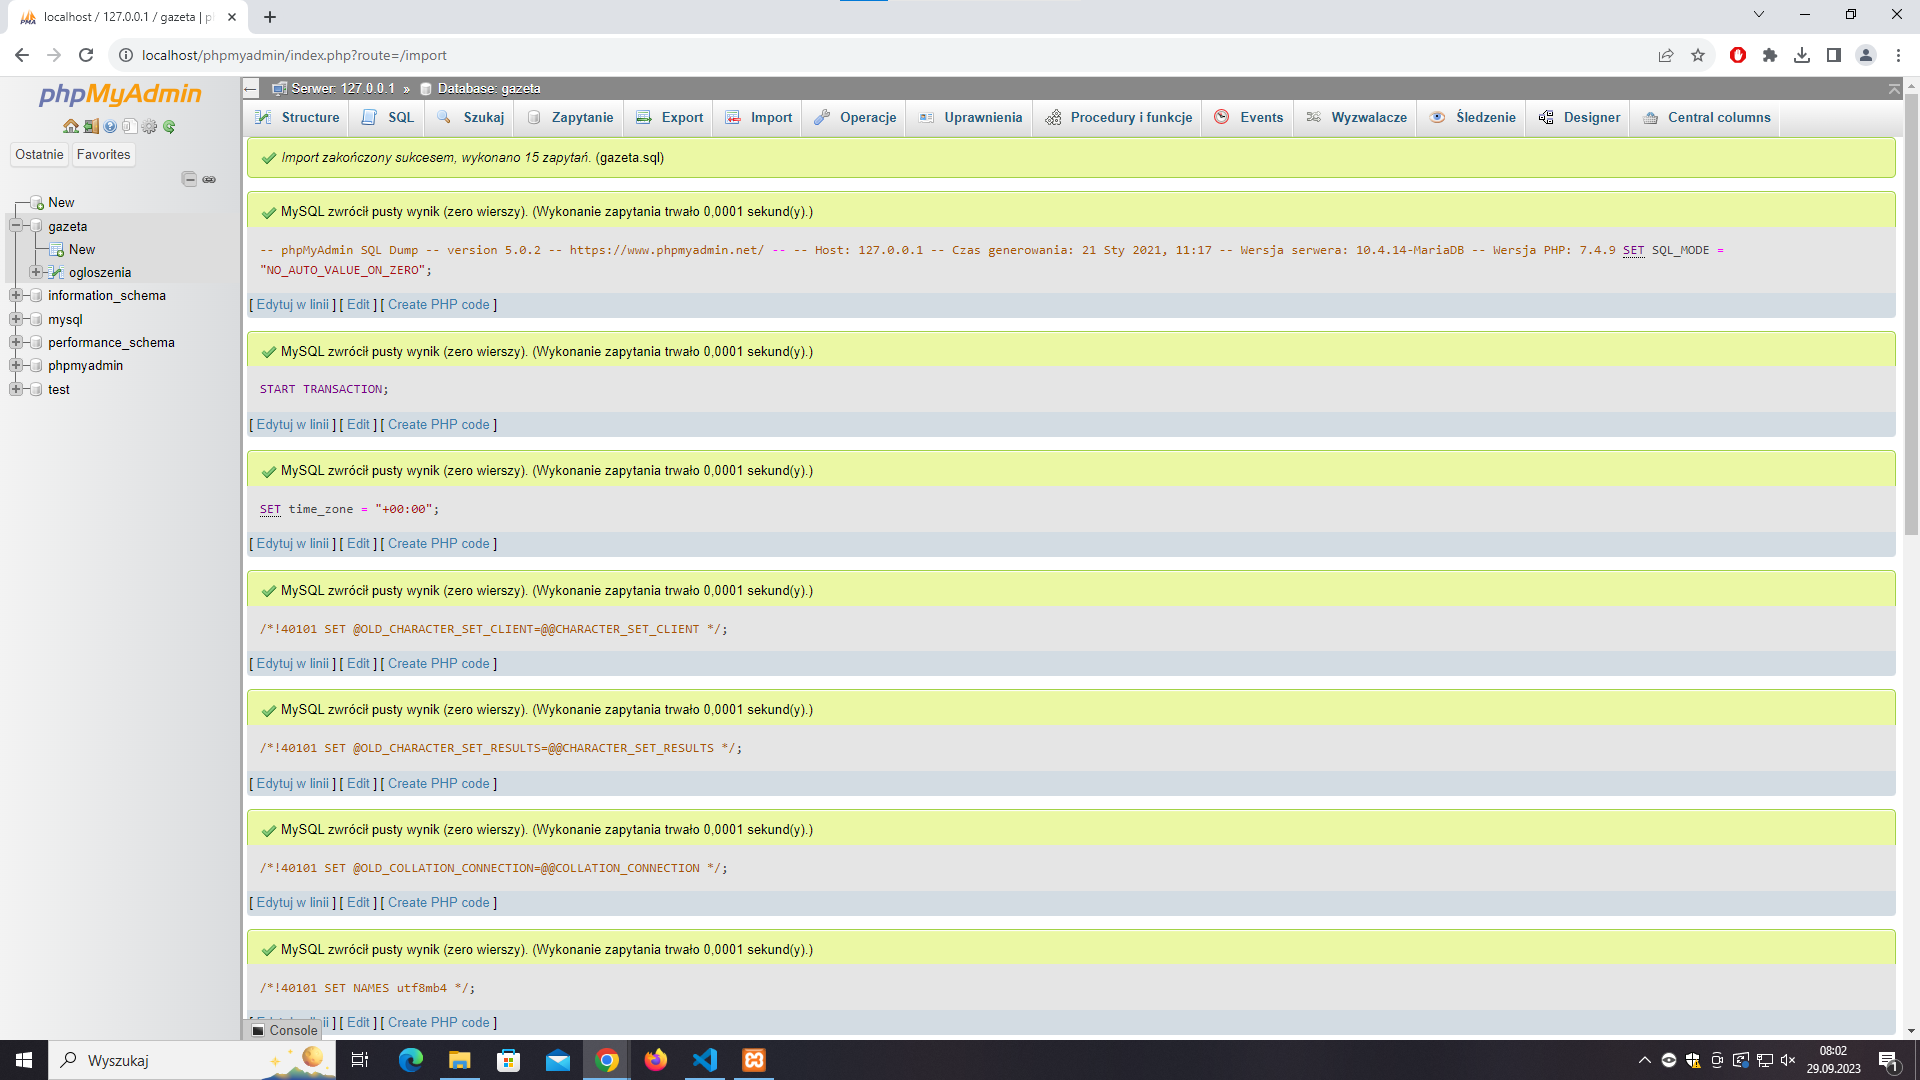 localhost / 127.0.0.1 / gazeta | p
localhost/phpmyadmin/index.php?route=/import
phpMyAdmin
Ostatnie Favorites
New
gazeta
New
ogloszenia
information_schema
mysql
performance_schema
phpmyadmin
test
Serwer: 127.0.0.1 » Database: gazeta
Structure SQL Szukaj Zapytanie Export Import Operacje Uprawnienia Procedury i funkcje Events Wyzwalacze Śledzenie Designer Central columns
Import zakończony sukcesem, wykonano 15 zapytań. (gazeta.sql)
MySQL zwrócił pusty wynik (zero wierszy). (Wykonanie zapytania trwało 0,0001 sekund(y).)
-- phpMyAdmin SQL Dump -- version 5.0.2 -- https://www.phpmyadmin.net/ -- -- Host: 127.0.0.1 -- Czas generowania: 21 Sty 2021, 11:17 -- Wersja serwera: 10.4.14-MariaDB -- Wersja PHP: 7.4.9 SET SQL_MODE =
"NO_AUTO_VALUE_ON_ZERO";
[ Edytuj w linii ] [ Edit ] [ Create PHP code ]
MySQL zwrócił pusty wynik (zero wierszy). (Wykonanie zapytania trwało 0,0001 sekund(y).)
START TRANSACTION;
[ Edytuj w linii ] [ Edit ] [ Create PHP code ]
MySQL zwrócił pusty wynik (zero wierszy). (Wykonanie zapytania trwało 0,0001 sekund(y).)
SET time_zone = "+00:00";
[ Edytuj w linii ] [ Edit ] [ Create PHP code ]
MySQL zwrócił pusty wynik (zero wierszy). (Wykonanie zapytania trwało 0,0001 sekund(y).)
/*!40101 SET @OLD_CHARACTER_SET_CLIENT=@@CHARACTER_SET_CLIENT */;
[ Edytuj w linii ] [ Edit ] [ Create PHP code ]
MySQL zwrócił pusty wynik (zero wierszy). (Wykonanie zapytania trwało 0,0001 sekund(y).)
/*!40101 SET @OLD_CHARACTER_SET_RESULTS=@@CHARACTER_SET_RESULTS */;
[ Edytuj w linii ] [ Edit ] [ Create PHP code ]
MySQL zwrócił pusty wynik (zero wierszy). (Wykonanie zapytania trwało 0,0001 sekund(y).)
/*!40101 SET @OLD_COLLATION_CONNECTION=@@COLLATION_CONNECTION */;
[ Edytuj w linii ] [ Edit ] [ Create PHP code ]
MySQL zwrócił pusty wynik (zero wierszy). (Wykonanie zapytania trwało 0,0001 sekund(y).)
/*!40101 SET NAMES utf8mb4 */;
[ Edit ] [ Create PHP code ]
Console
Wyszukaj
08:02
29.09.2023
1